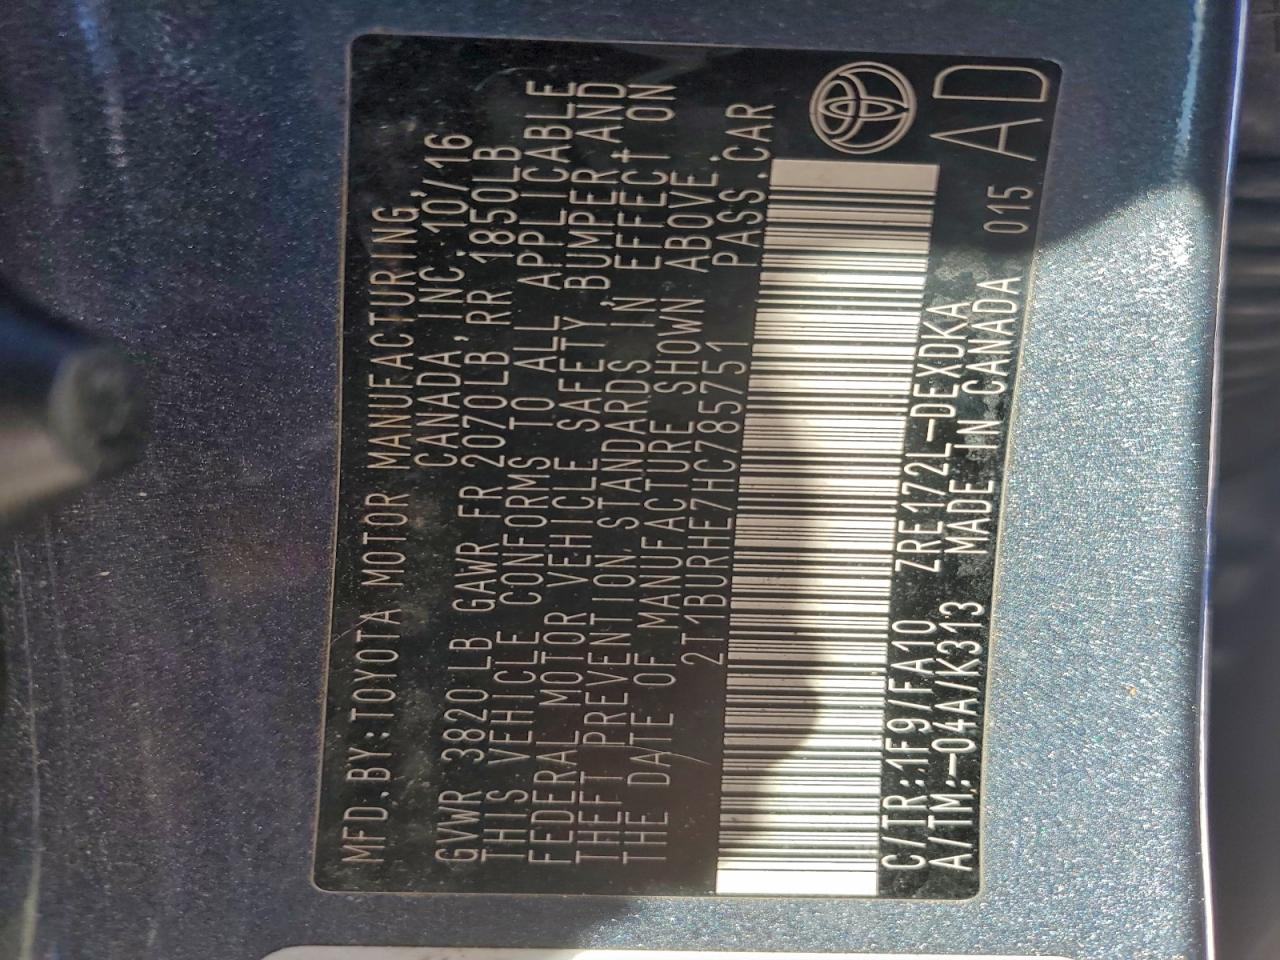 MFD.BY:TOYOTA MOTOR MANUFACTURING,
CANADA, INC. 10/16
GVWR 3820 LB GAWR FR 2070LB, RR 1850LB
THIS VEHICLE CONFORMS TO ALL APPLICABLE
FEDERAL MOTOR VEHICLE SAFETY, BUMPER, AND
THEFT PREVENTION STANDARDS IN EFFECT ON
THE DATE OF MANUFACTURE SHOWN ABOVE.
2T1BURHE7HC785751 PASS.CAR
C/TR:1F9/FA10 ZRE172L-DEXDKA 015
A/TM:-04A/K313 MADE IN CANADA AD